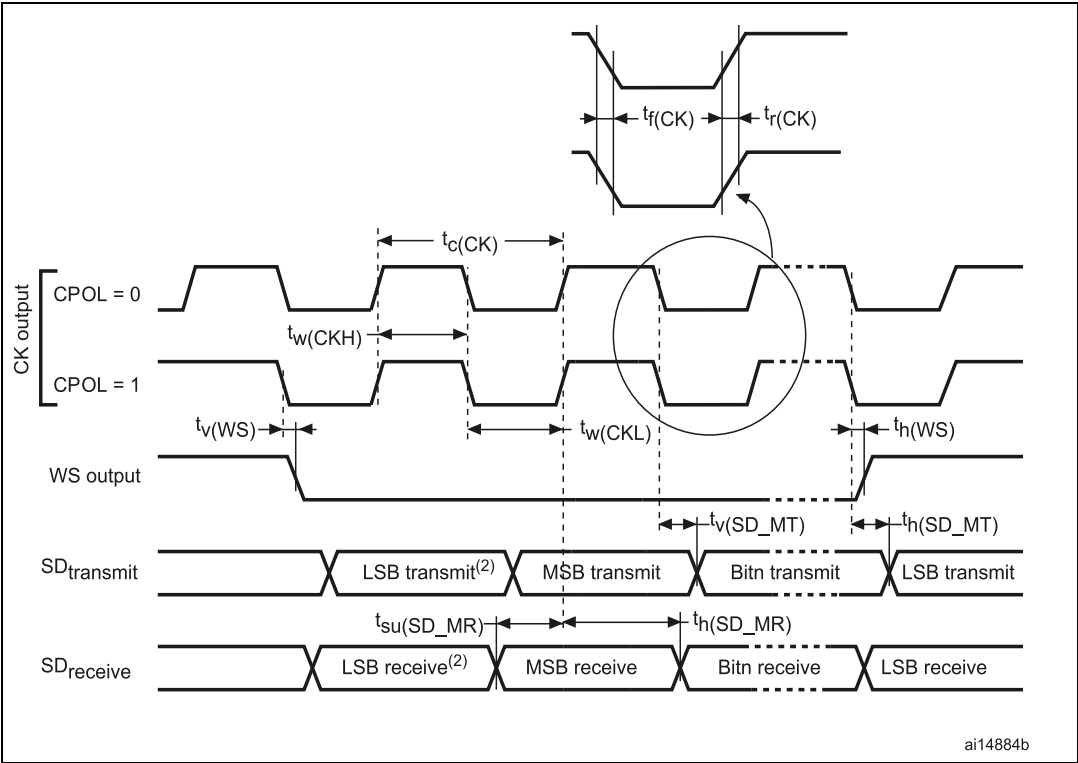 tf(CK)
tr(CK)
tc(CK)
CK output
CPOL = 0
tw(CKH)
CPOL = 1
tv(WS)
tw(CKL)
th(WS)
WS output
tv(SD_MT)
th(SD_MT)
SDtransmit
LSB transmit(2)
MSB transmit
Bitn transmit
LSB transmit
tsu(SD_MR)
th(SD_MR)
SDreceive
LSB receive(2)
MSB receive
Bitn receive
LSB receive
ai14884b